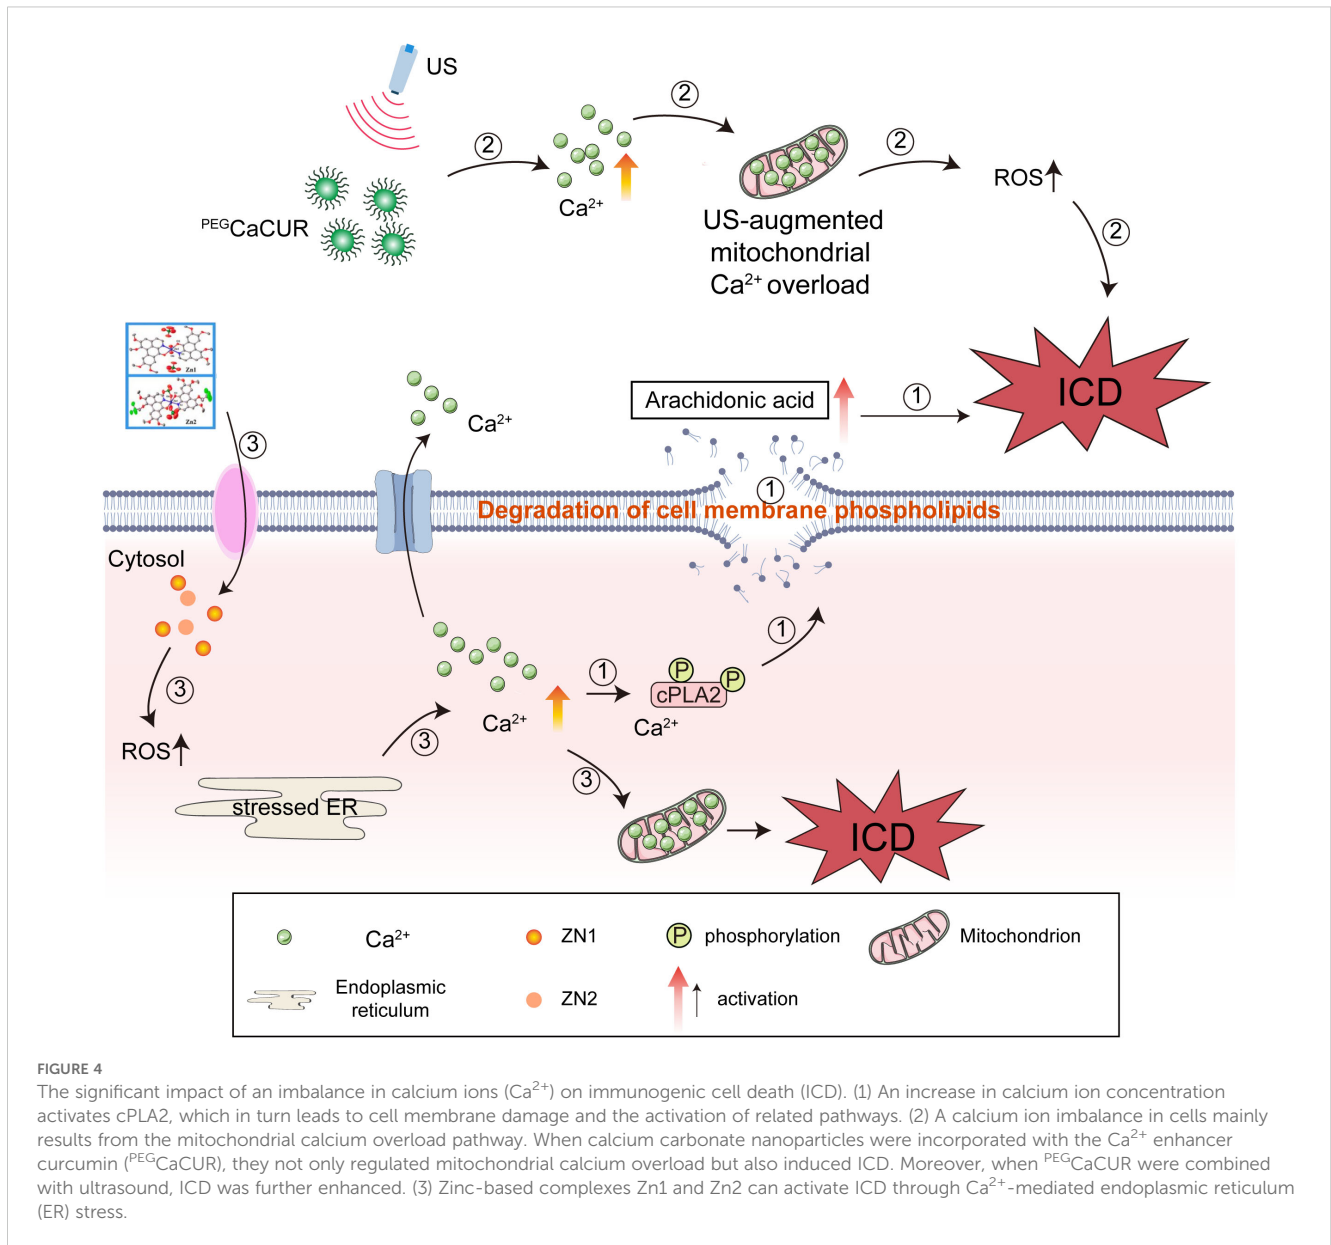 US
②
②
②
Ca²⁺
ROS
ᴾᴱᴳCaCUR
US-augmented
mitochondrial
Ca²⁺ overload
②
Zn1
Zn2
③
Ca²⁺
Arachidonic acid
①
ICD
①
Degradation of cell membrane phospholipids
Cytosol
③
ROS
stressed ER
③
Ca²⁺
①
P
P
cPLA2
Ca²⁺
①
③
ICD
Ca²⁺
ZN1
P phosphorylation
Mitochondrion
Endoplasmic
reticulum
ZN2
activation
FIGURE 4
The significant impact of an imbalance in calcium ions (Ca²⁺) on immunogenic cell death (ICD). (1) An increase in calcium ion concentration
activates cPLA2, which in turn leads to cell membrane damage and the activation of related pathways. (2) A calcium ion imbalance in cells mainly
results from the mitochondrial calcium overload pathway. When calcium carbonate nanoparticles were incorporated with the Ca²⁺ enhancer
curcumin (ᴾᴱᴳCaCUR), they not only regulated mitochondrial calcium overload but also induced ICD. Moreover, when ᴾᴱᴳCaCUR were combined
with ultrasound, ICD was further enhanced. (3) Zinc-based complexes Zn1 and Zn2 can activate ICD through Ca²⁺-mediated endoplasmic reticulum
(ER) stress.